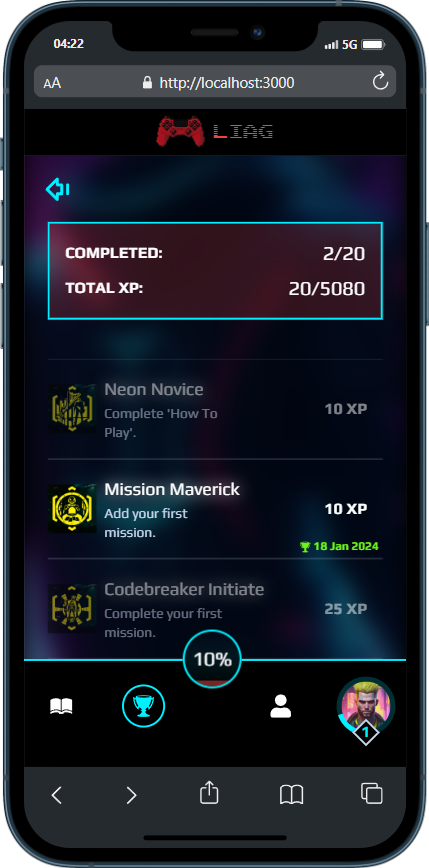 04:22
5G
AA
http://localhost:3000
LIAG
COMPLETED: 2/20
TOTAL XP: 20/5080
Neon Novice
Complete 'How To
Play'.
10 XP
Mission Maverick
Add your first
mission.
10 XP
18 Jan 2024
Codebreaker Initiate
Complete your first
mission.
25 XP
10%
1